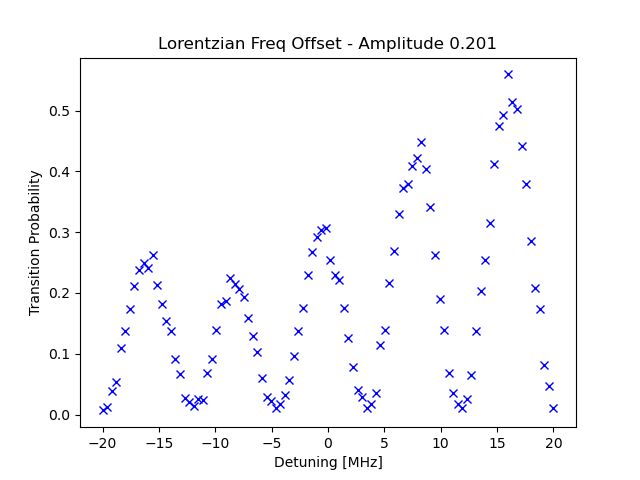 Lorentzian Freq Offset - Amplitude 0.201
Transition Probability
0.5
0.4
0.3
0.2
0.1
0.0
−20 −15 −10 −5 0 5 10 15 20
Detuning [MHz]